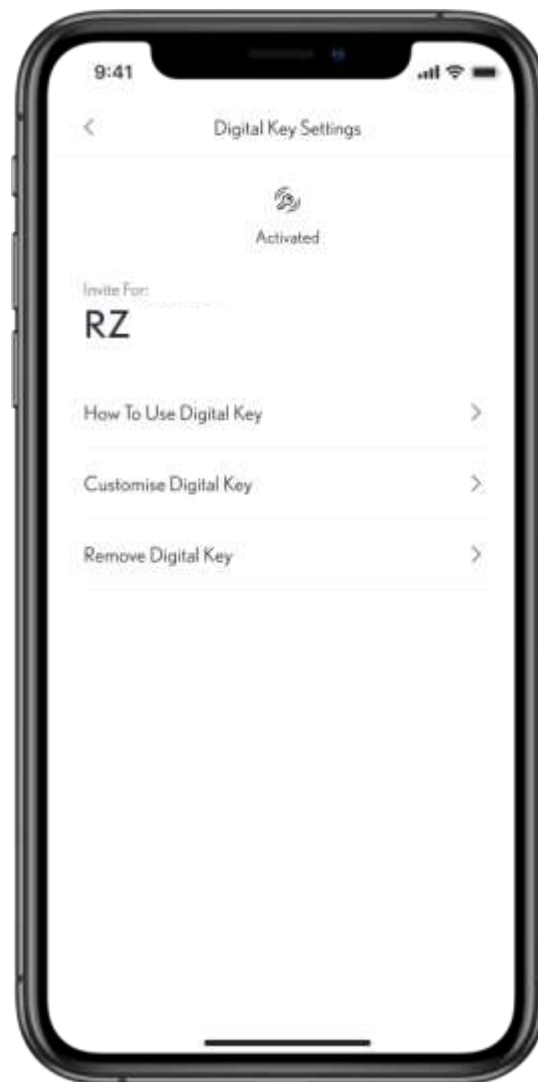 9:41
Digital Key Settings
Activated
Invite For:
RZ
How To Use Digital Key
Customise Digital Key
Remove Digital Key